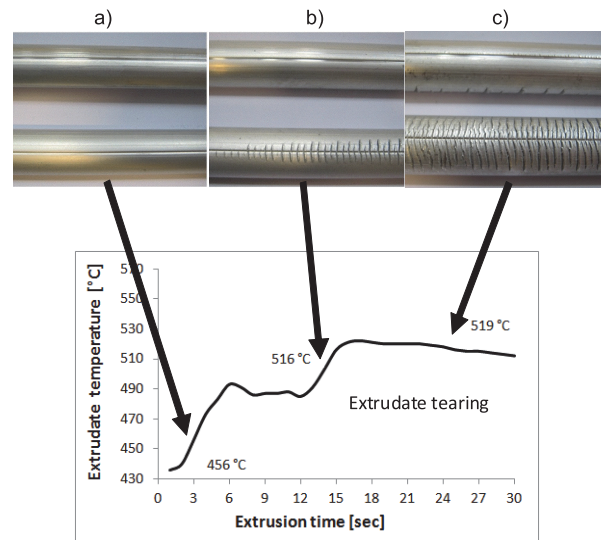 a)
b)
c)
570
550
530
510
490
470
450
430
Extrudate temperature [°C]
519 °C
516 °C
Extrudate tearing
456 °C
0 3 6 9 12 15 18 21 24 27 30
Extrusion time [sec]